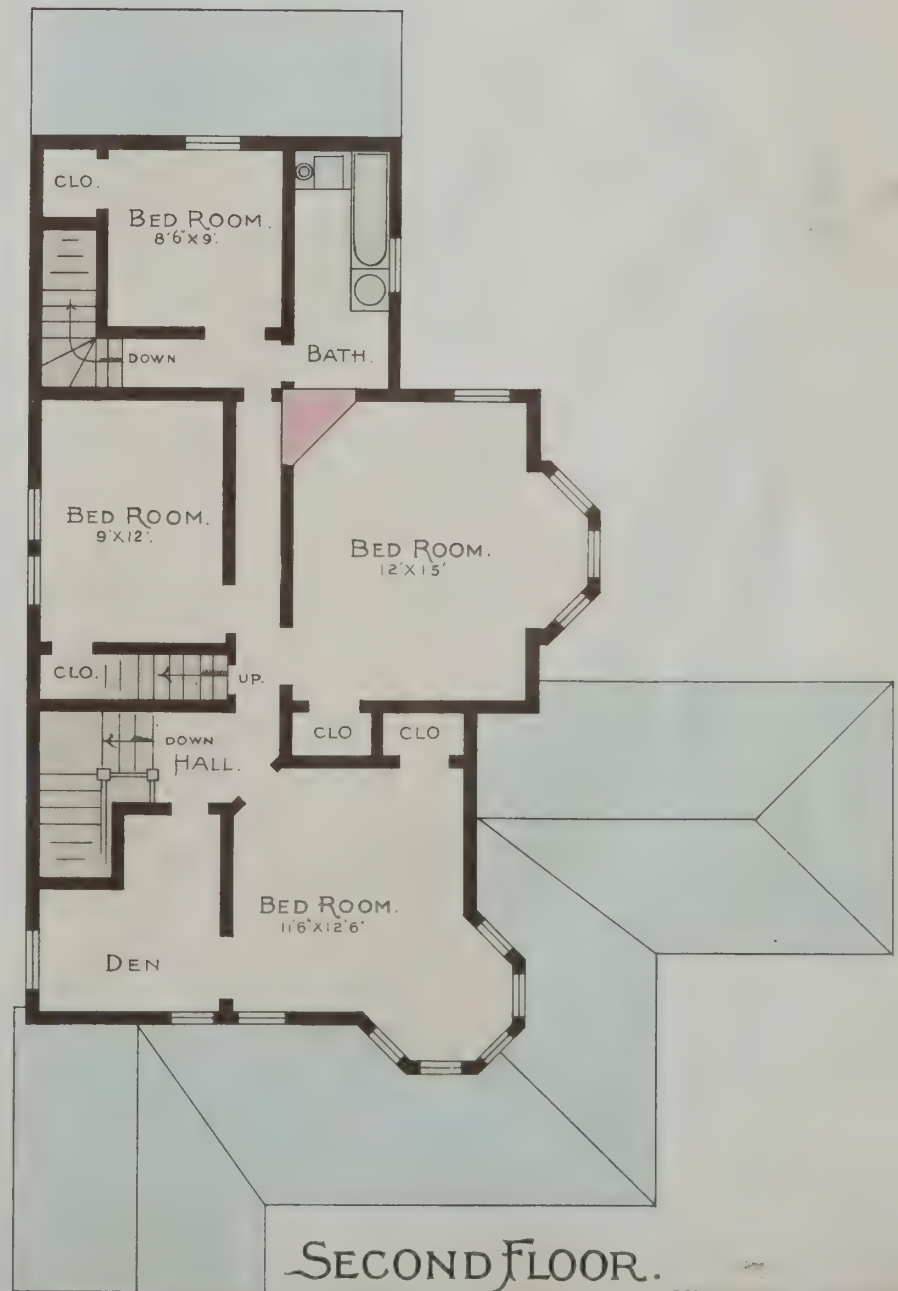 CLO.
BED ROOM.
8'6"X9'.
DOWN
BATH.
BED ROOM.
9'X12'.
BED ROOM.
12'X15'
CLO.
UP.
CLO
CLO
DOWN
HALL.
BED ROOM.
11'6"X12'6"
DEN
SECOND FLOOR.